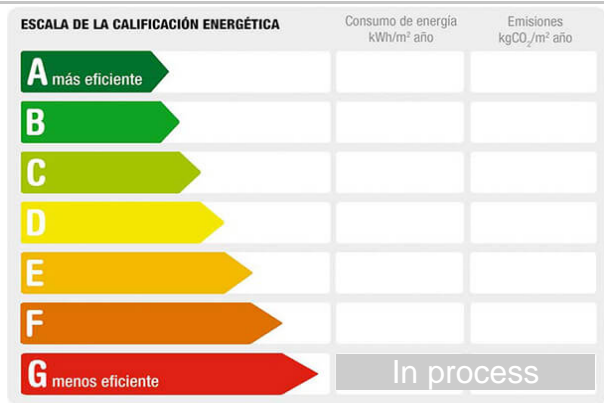 ESCALA DE LA CALIFICACIÓN ENERGÉTICA
Consumo de energía
kWh/m² año
Emisiones
kgCO₂/m² año
A más eficiente
B
C
D
E
F
G menos eficiente
In process